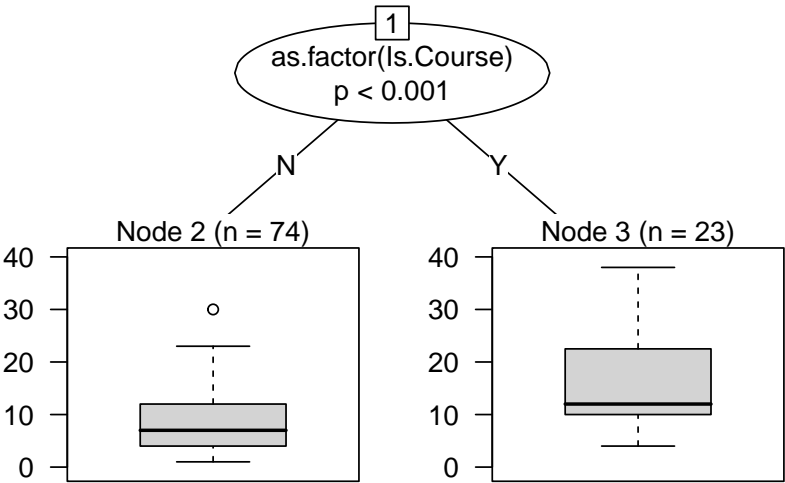 1
as.factor(Is.Course)
p < 0.001
N
Y
Node 2 (n = 74)
40
30
20
10
0
Node 3 (n = 23)
40
30
20
10
0